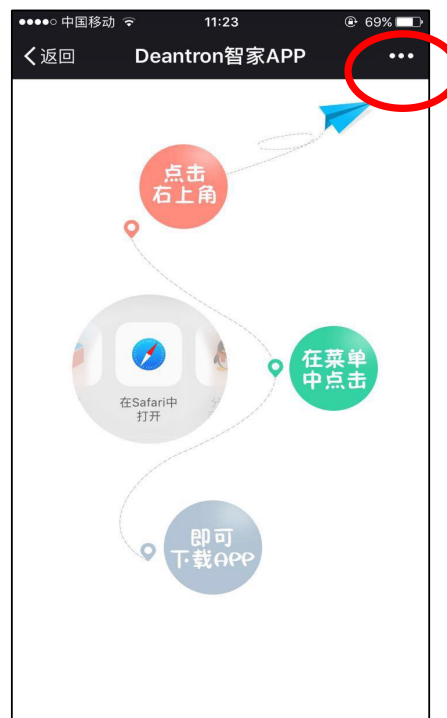 中国移动 11:23 69%
返回 Deantron智家APP
点击
右上角
在菜单
中点击
在Safari中
打开
即可
下载APP